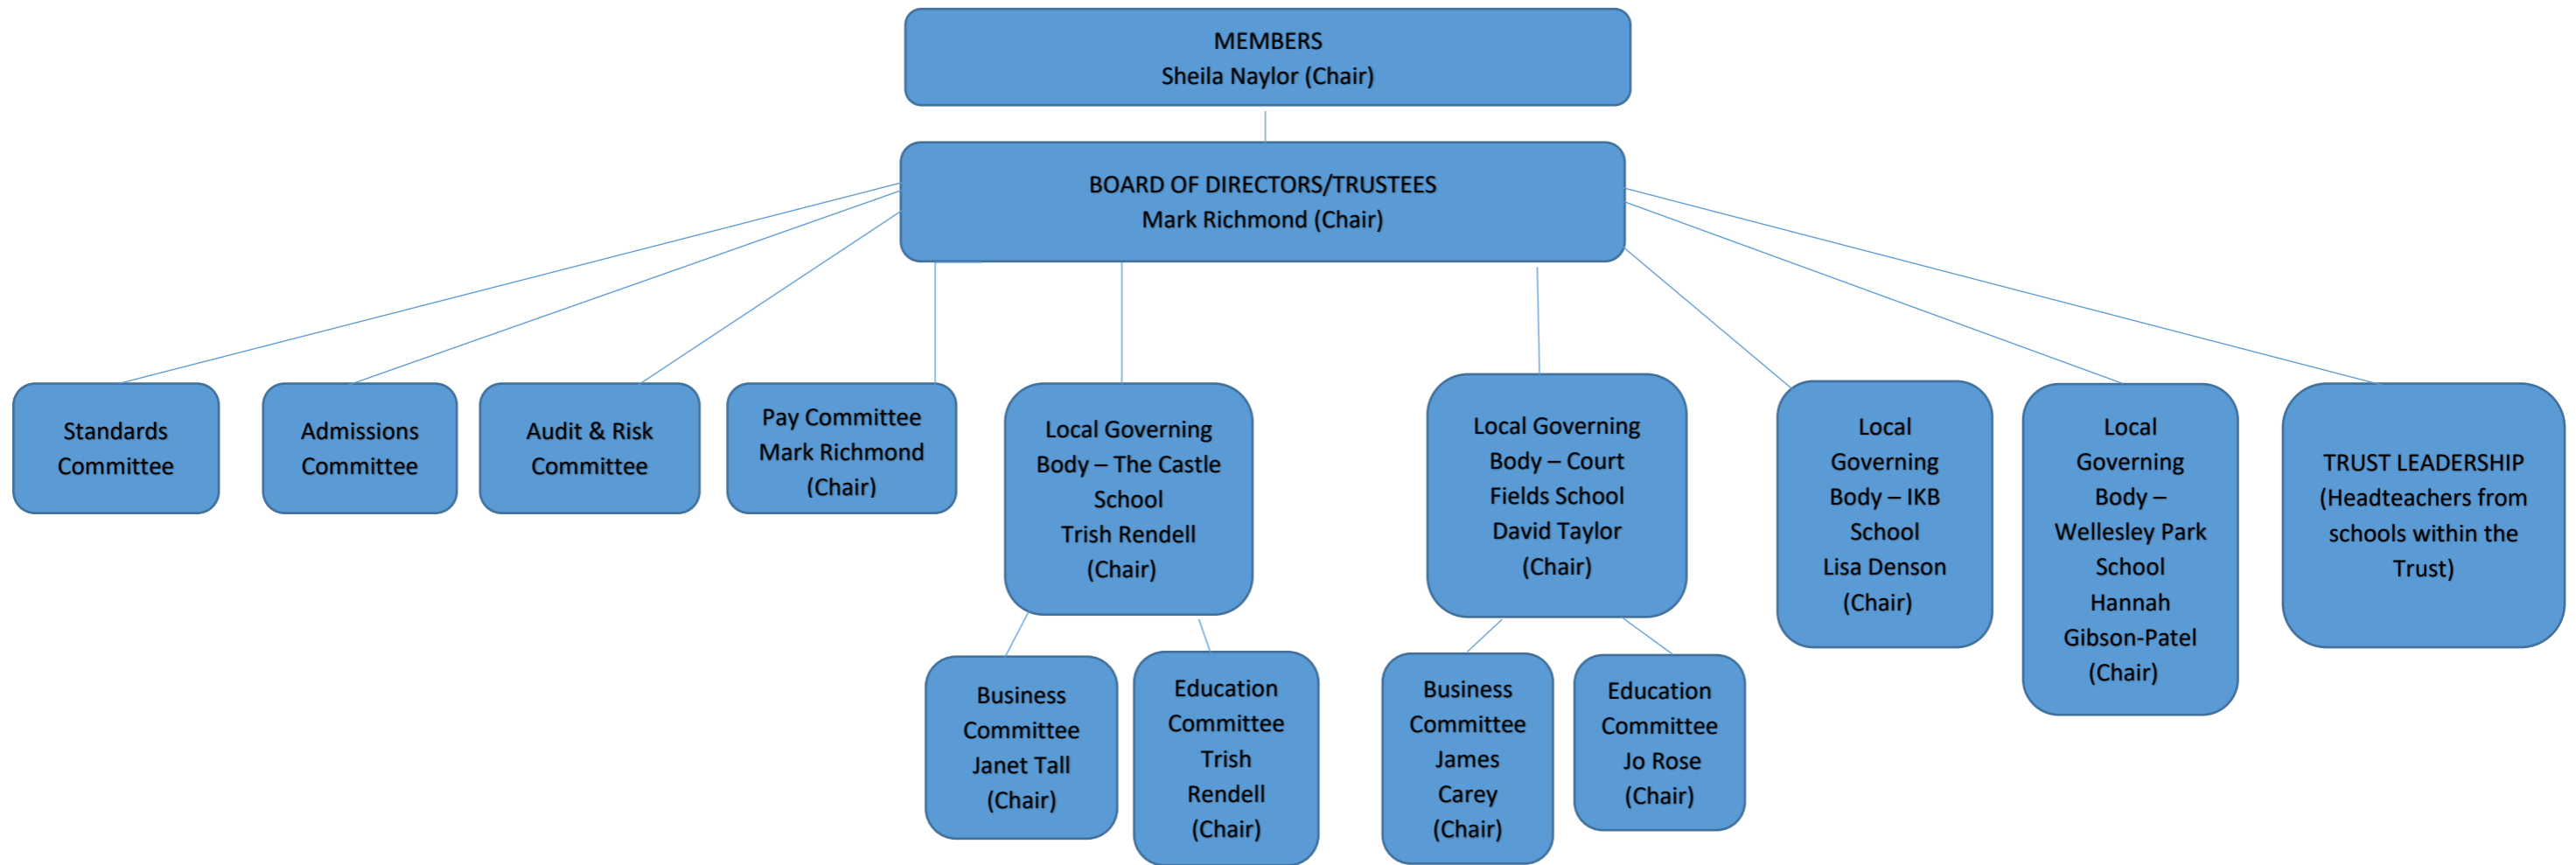 MEMBERS
Sheila Naylor (Chair)
BOARD OF DIRECTORS/TRUSTEES
Mark Richmond (Chair)
Standards
Committee
Admissions
Committee
Audit & Risk
Committee
Pay Committee
Mark Richmond
(Chair)
Local Governing
Body – The Castle
School
Trish Rendell
(Chair)
Local Governing
Body – Court
Fields School
David Taylor
(Chair)
Local
Governing
Body – IKB
School
Lisa Denson
(Chair)
Local
Governing
Body –
Wellesley Park
School
Hannah
Gibson-Patel
(Chair)
TRUST LEADERSHIP
(Headteachers from
schools within the
Trust)
Business
Committee
Janet Tall
(Chair)
Education
Committee
Trish
Rendell
(Chair)
Business
Committee
James
Carey
(Chair)
Education
Committee
Jo Rose
(Chair)